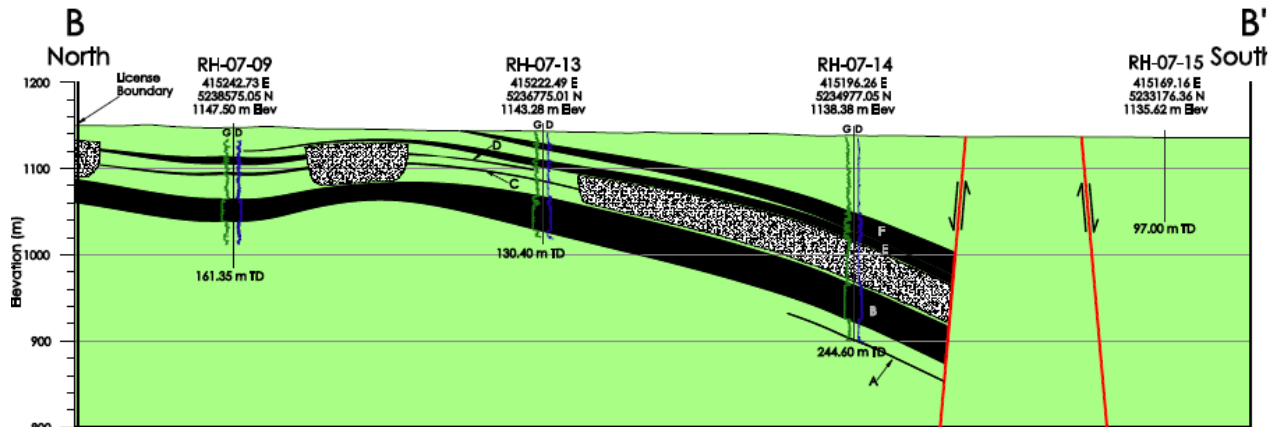 B
North
B'
South
License
Boundary
RH-07-09
415242.73 E
5238575.05 N
1147.50 m Elev
RH-07-13
415222.49 E
5236775.01 N
1143.28 m Elev
RH-07-14
415196.26 E
5234977.05 N
1138.38 m Elev
RH-07-15
415169.16 E
5233176.36 N
1135.62 m Elev
G D
G D
G D
Elevation (m)
1200
1100
1000
900
800
D
C
F
E
B
A
161.35 m TD
130.40 m TD
244.60 m TD
97.00 m TD